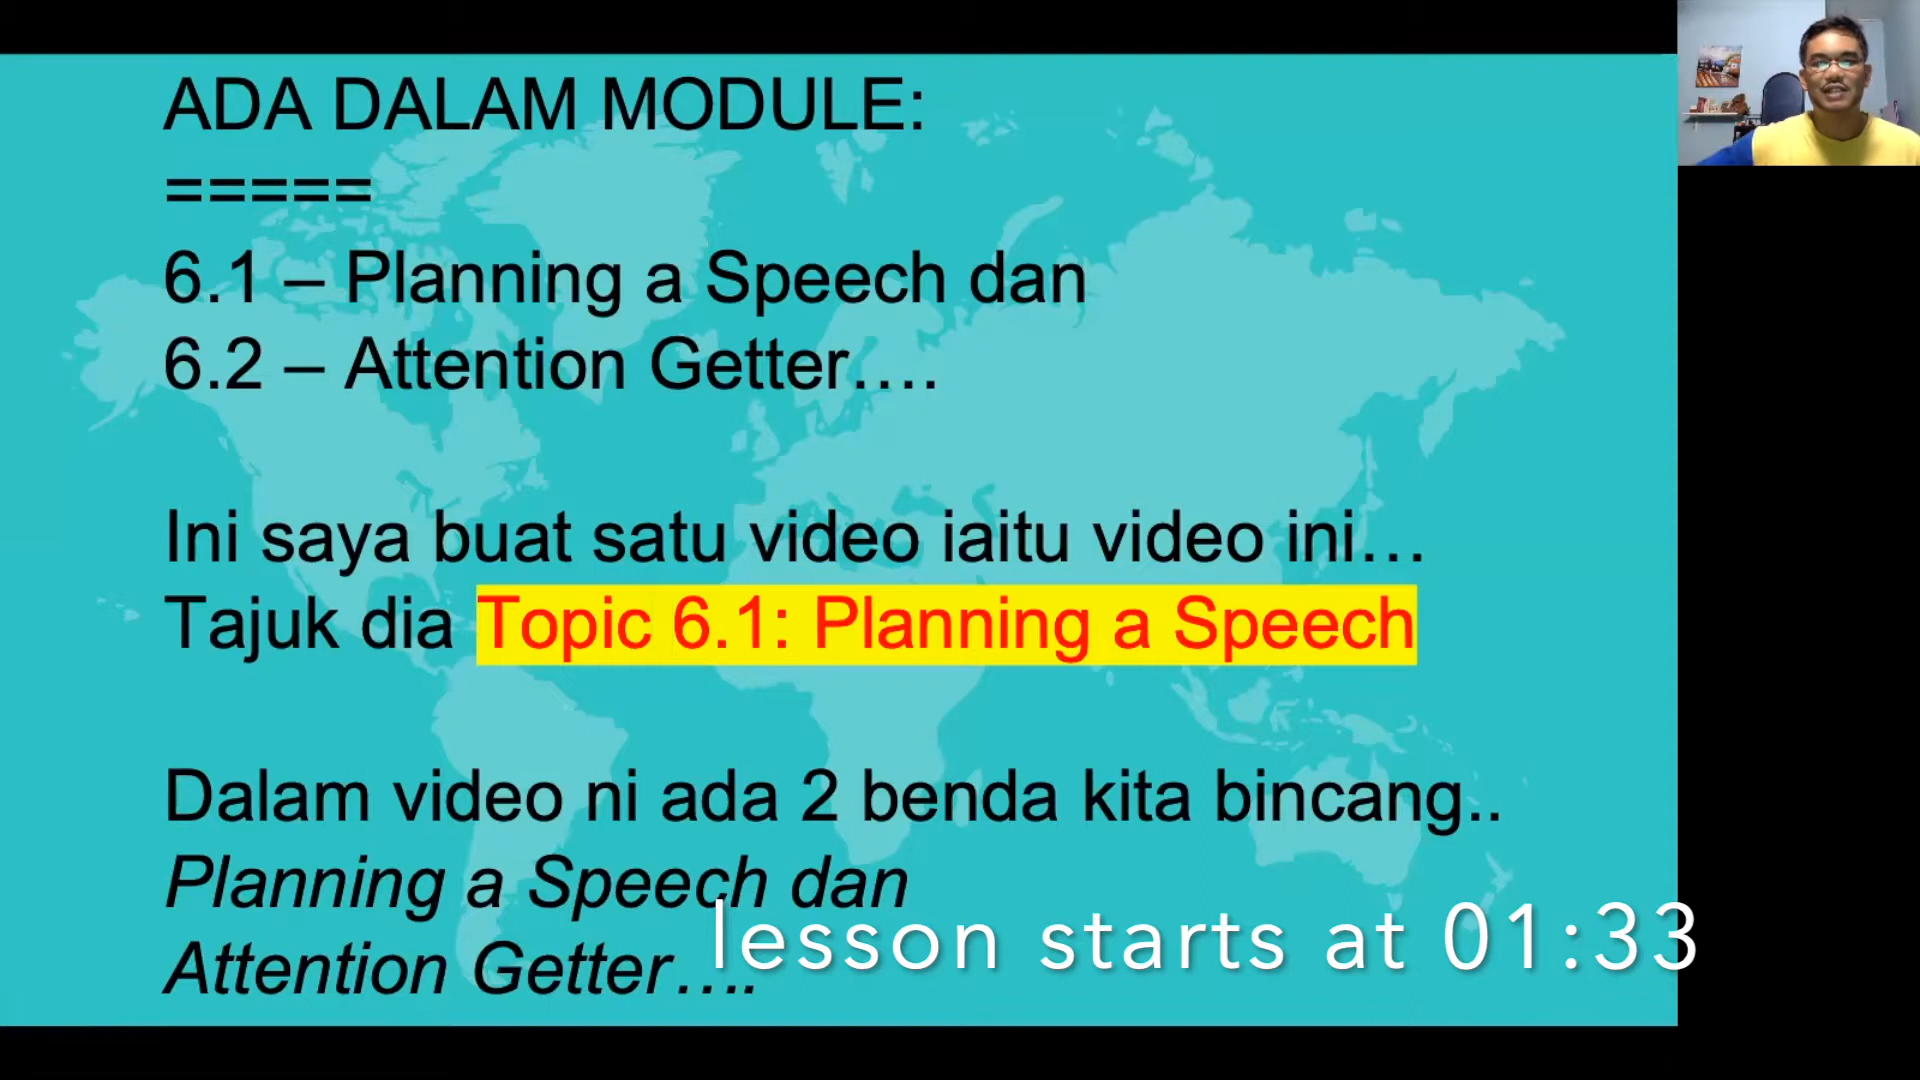 ADA DALAM MODULE:
=====
6.1 – Planning a Speech dan
6.2 – Attention Getter….
Ini saya buat satu video iaitu video ini…
Tajuk dia Topic 6.1: Planning a Speech
Dalam video ni ada 2 benda kita bincang..
Planning a Speech dan
Attention Getter….
lesson starts at 01:33